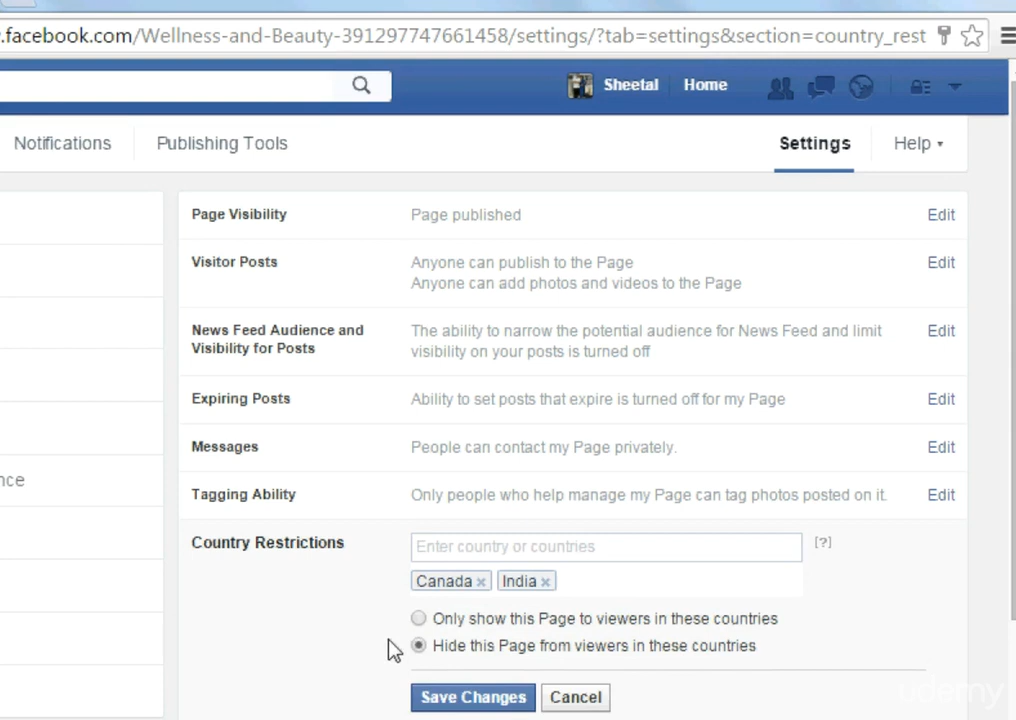 .facebook.com/Wellness-and-Beauty-391297747661458/settings/?tab=settings&section=country_rest
Sheetal Home
Notifications Publishing Tools Settings Help
Page Visibility Page published Edit
Visitor Posts Anyone can publish to the Page Edit
Anyone can add photos and videos to the Page
News Feed Audience and The ability to narrow the potential audience for News Feed and limit Edit
Visibility for Posts visibility on your posts is turned off
Expiring Posts Ability to set posts that expire is turned off for my Page Edit
Messages People can contact my Page privately. Edit
nce
Tagging Ability Only people who help manage my Page can tag photos posted on it. Edit
Country Restrictions Enter country or countries [?]
Canada x India x
Only show this Page to viewers in these countries
Hide this Page from viewers in these countries
Save Changes Cancel
udemy